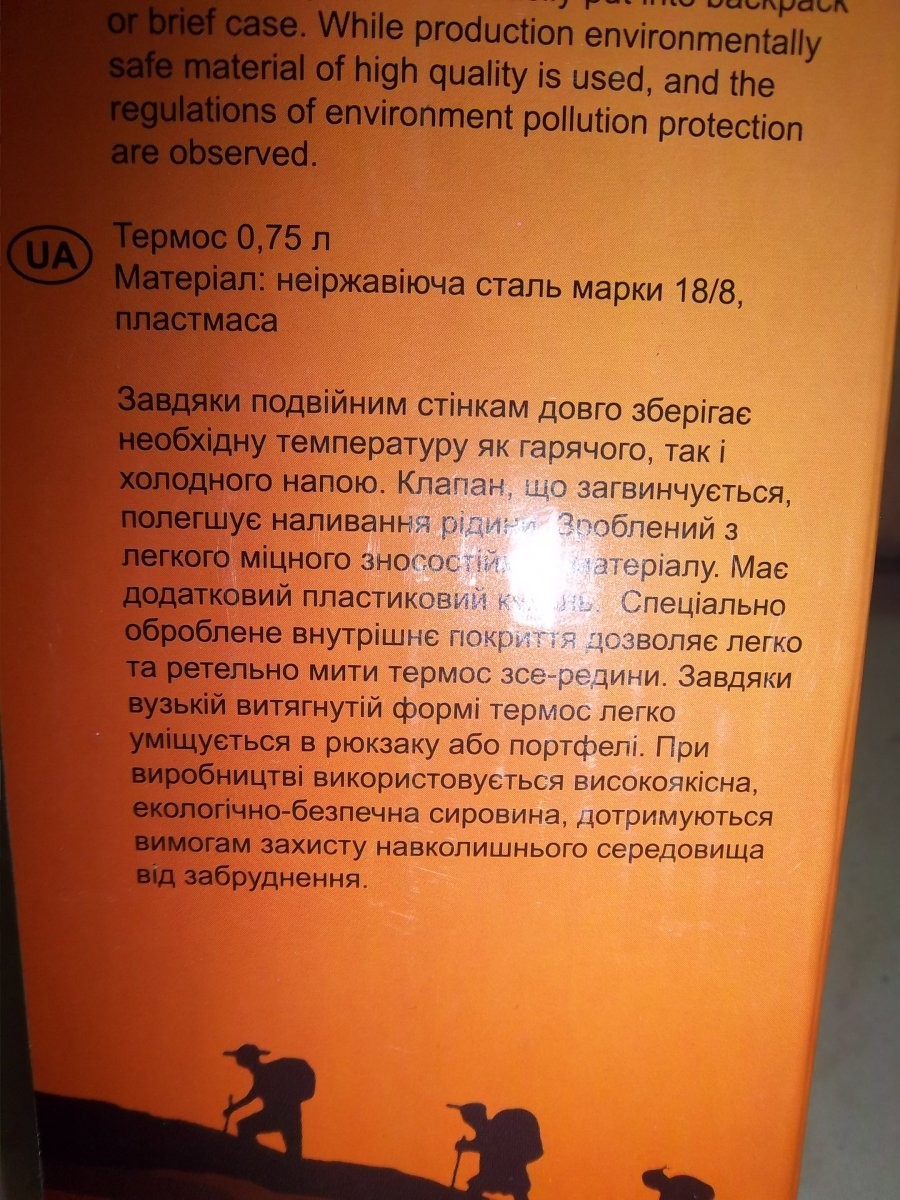 put into backpack
or brief case. While production environmentally
safe material of high quality is used, and the
regulations of environment pollution protection
are observed.
UA
Термос 0,75 л
Матеріал: неіржавіюча сталь марки 18/8,
пластмаса
Завдяки подвійним стінкам довго зберігає
необхідну температуру як гарячого, так і
холодного напою. Клапан, що загвинчується,
полегшує наливання рідини. Зроблений з
легкого міцного матеріалу. Має
додатковий пластиковий Спеціально
оброблене внутрішнє покриття дозволяє легко
та ретельно мити термос зсе-редини. Завдяки
вузькій витягнутій формі термос легко
уміщується в рюкзаку або портфелі. При
виробництві використовується високоякісна,
екологічно-безпечна сировина, дотримуються
вимогам захисту навколишнього середовища
від забруднення.